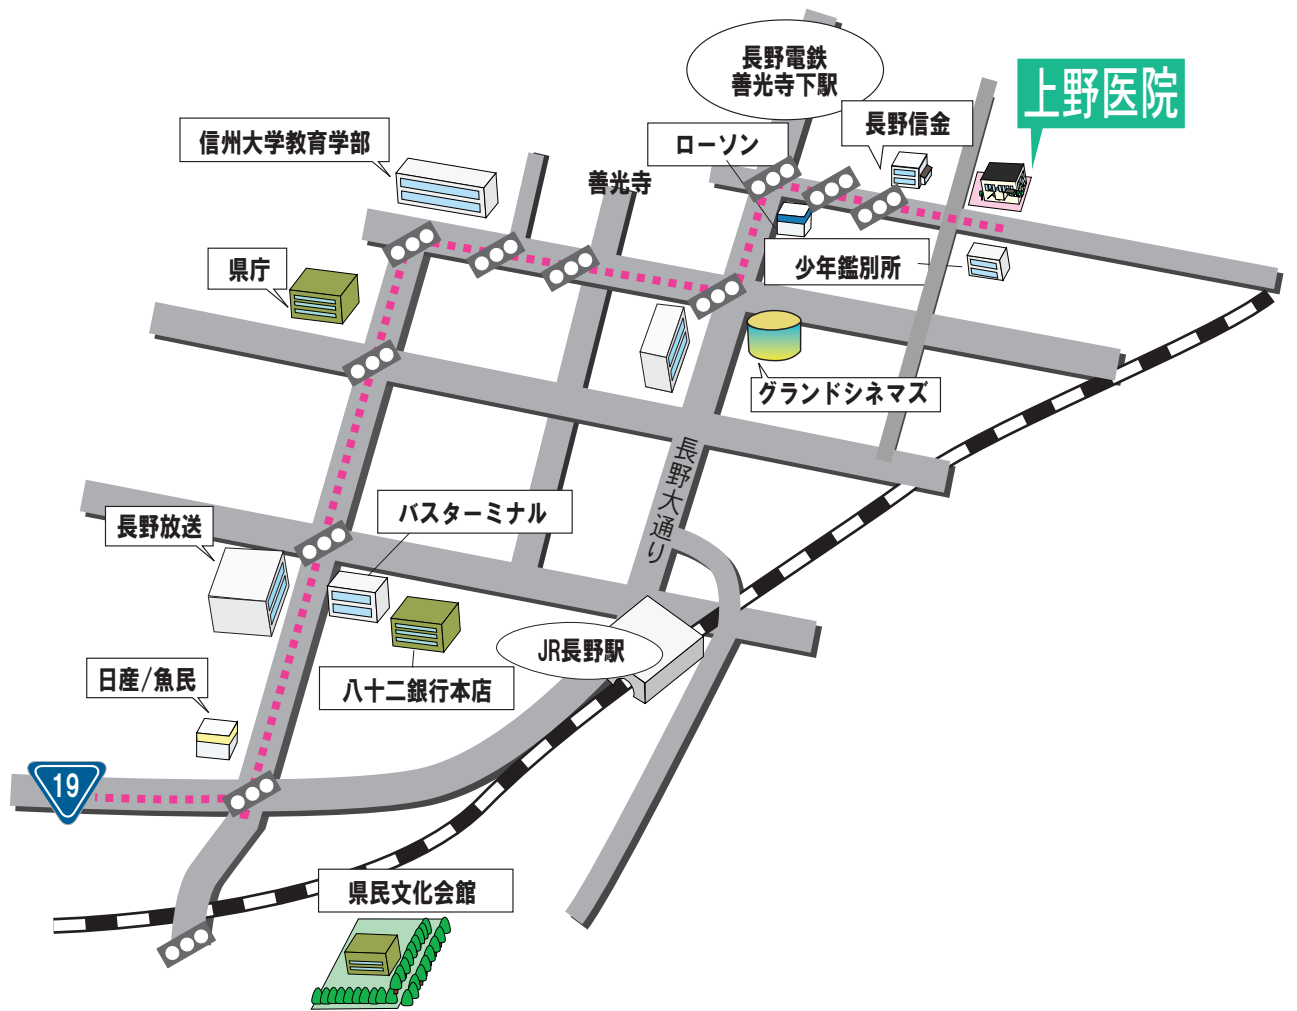 長野電鉄
善光寺下駅
上野医院
長野信金
ローソン
信州大学教育学部
善光寺
県庁
少年鑑別所
グランドシネマズ
長野大通り
バスターミナル
長野放送
JR長野駅
日産/魚民
八十二銀行本店
19
県民文化会館